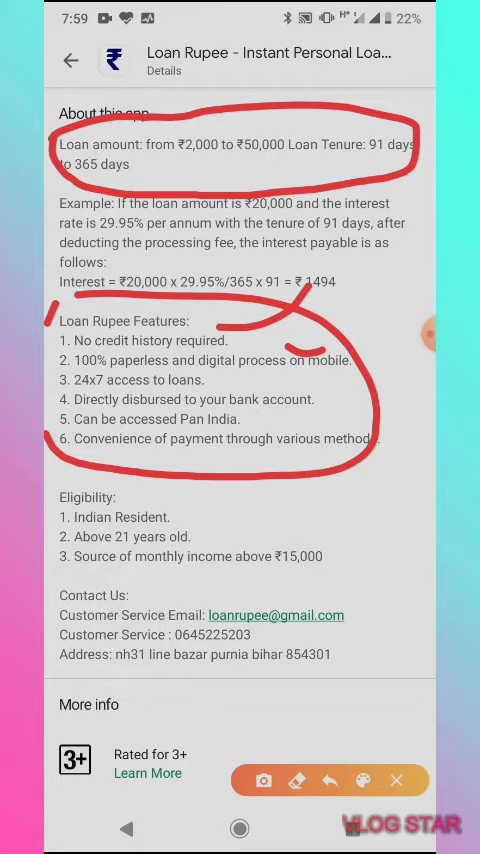 7:59
H+
22%
Loan Rupee - Instant Personal Loa...
Details
About this app
Loan amount: from ₹2,000 to ₹50,000 Loan Tenure: 91 days
to 365 days
Example: If the loan amount is ₹20,000 and the interest
rate is 29.95% per annum with the tenure of 91 days, after
deducting the processing fee, the interest payable is as
follows:
Interest = ₹20,000 x 29.95%/365 x 91 = ₹ 1494
Loan Rupee Features:
1. No credit history required.
2. 100% paperless and digital process on mobile.
3. 24x7 access to loans.
4. Directly disbursed to your bank account.
5. Can be accessed Pan India.
6. Convenience of payment through various method .
Eligibility:
1. Indian Resident.
2. Above 21 years old.
3. Source of monthly income above ₹15,000
Contact Us:
Customer Service Email: loanrupee@gmail.com
Customer Service : 0645225203
Address: nh31 line bazar purnia bihar 854301
More info
3+
Rated for 3+
Learn More
VLOG STAR